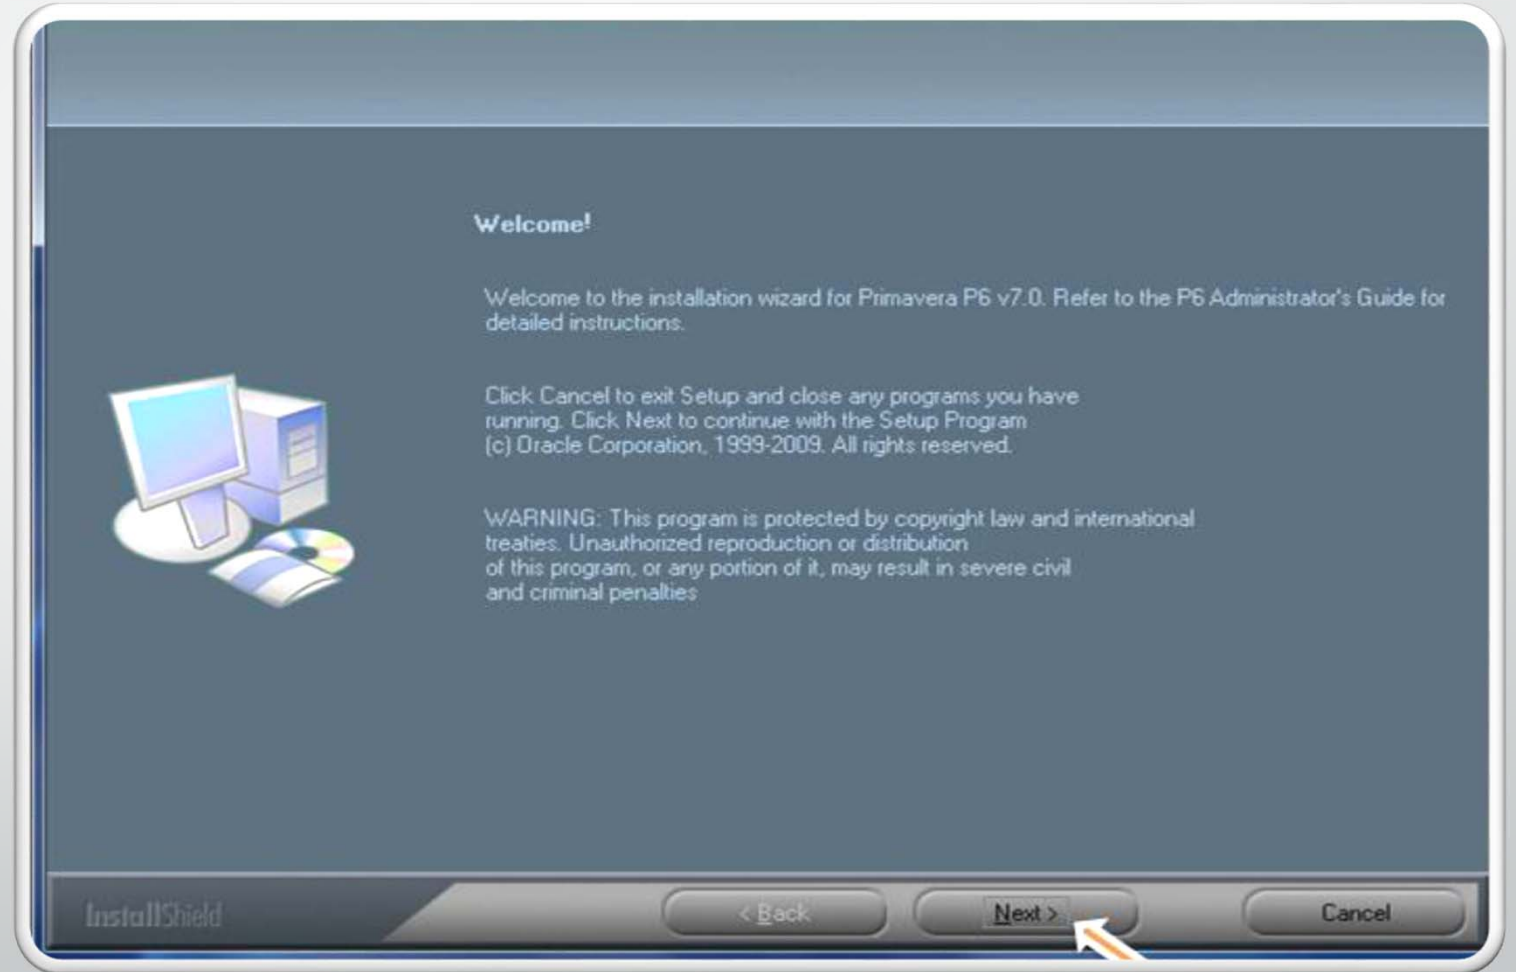 Welcome!
Welcome to the installation wizard for Primavera P6 v7.0. Refer to the P6 Administrator's Guide for
detailed instructions.
Click Cancel to exit Setup and close any programs you have
running. Click Next to continue with the Setup Program
(c) Oracle Corporation, 1999-2009. All rights reserved.
WARNING: This program is protected by copyright law and international
treaties. Unauthorized reproduction or distribution
of this program, or any portion of it, may result in severe civil
and criminal penalties
InstallShield
< Back
Next >
Cancel